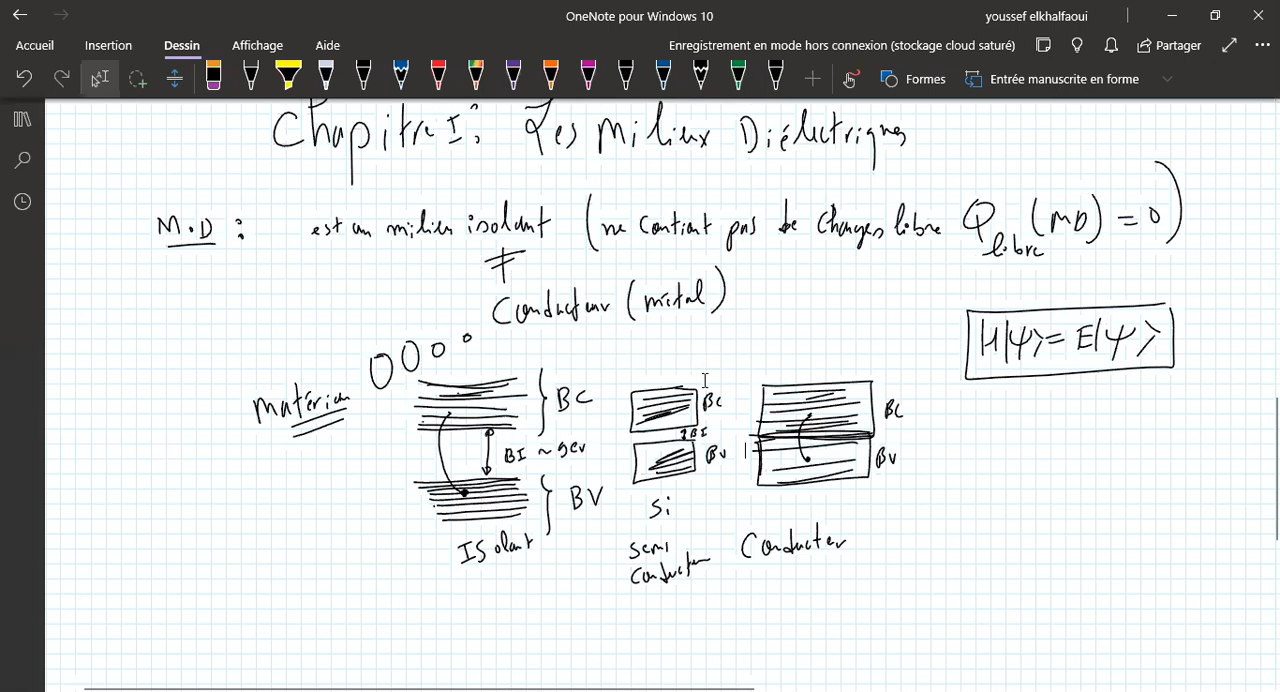 OneNote pour Windows 10
youssef elkhalfaoui
Accueil Insertion Dessin Affichage Aide
Enregistrement en mode hors connexion (stockage cloud saturé) Partager
Formes Entrée manuscrite en forme
Chapitre I: Les Milieux Diélectriques
M.D : est un milieu isolant (ne contient pas de charges libre Q libre (MD) = 0)
≠
Conducteur (métal)
H|ψ> = E|ψ>
Matériau
BC BC BC
BI ~ 9eV BI
BV BV BV
Si
Isolant Semi conducteur Conducteur